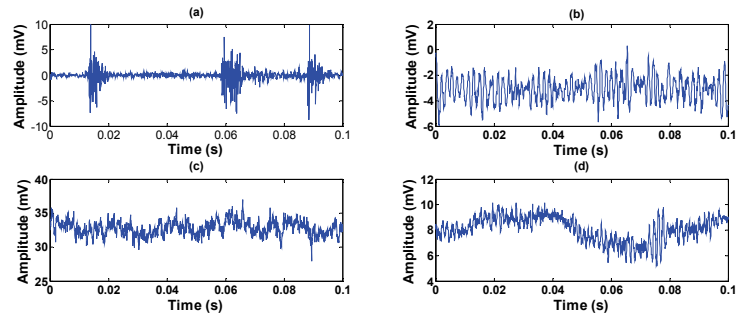 (a)
Amplitude (mV)
10
5
0
-5
-10
0 0.02 0.04 0.06 0.08 0.1
Time (s)
(b)
Amplitude (mV)
2
0
-2
-4
-6
0 0.02 0.04 0.06 0.08 0.1
Time (s)
(c)
Amplitude (mV)
40
35
30
25
0 0.02 0.04 0.06 0.08 0.1
Time (s)
(d)
Amplitude (mV)
12
10
8
6
4
0 0.02 0.04 0.06 0.08 0.1
Time (s)